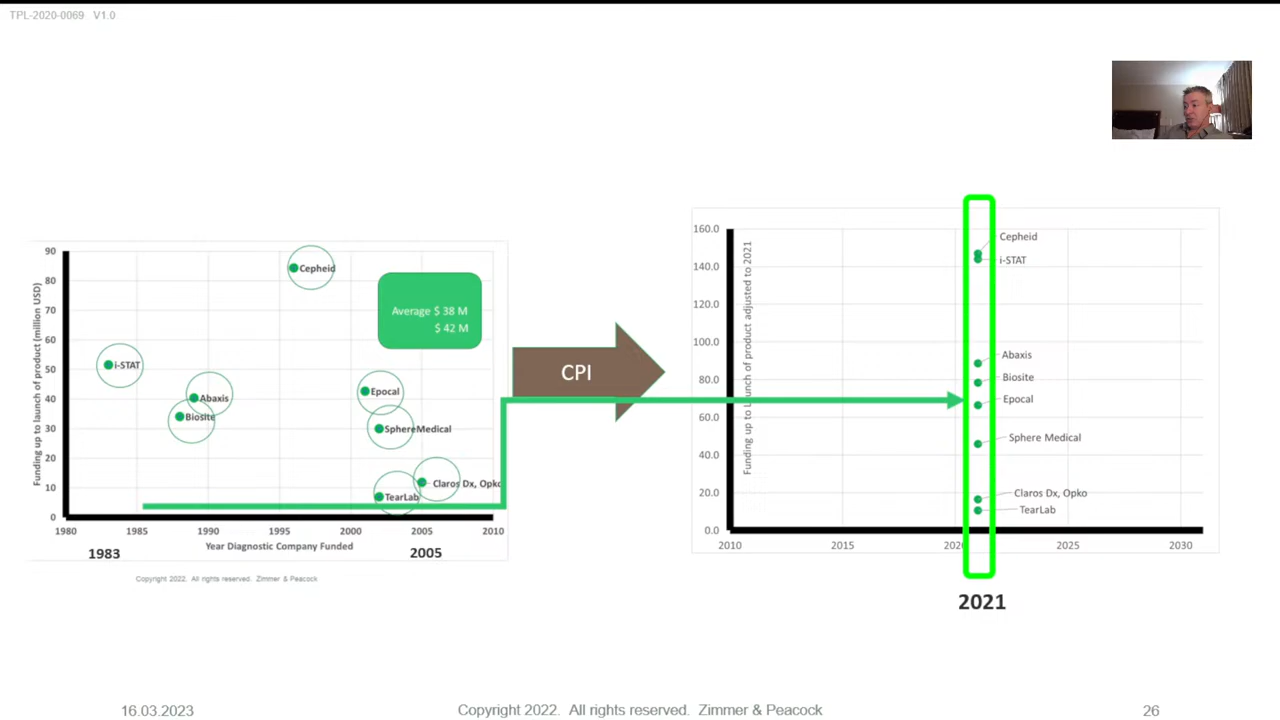 TPL-2020-0069 V1.0
90
80
70
60
50
40
30
20
10
0
Funding up to launch of product (million USD)
Cepheid
i-STAT
Abaxis
Biosite
Epocal
SphereMedical
Claros Dx, Opko
TearLab
Average $ 38 M
$ 42 M
1980 1985 1990 1995 2000 2005 2010
Year Diagnostic Company Funded
1983 2005
Copyright 2022. All rights reserved. Zimmer & Peacock
CPI
160.0
140.0
120.0
100.0
80.0
60.0
40.0
20.0
0.0
Funding up to launch of product adjusted to 2021
Cepheid
i-STAT
Abaxis
Biosite
Epocal
Sphere Medical
Claros Dx, Opko
TearLab
2010 2015 2020 2025 2030
2021
16.03.2023 Copyright 2022. All rights reserved. Zimmer & Peacock 26